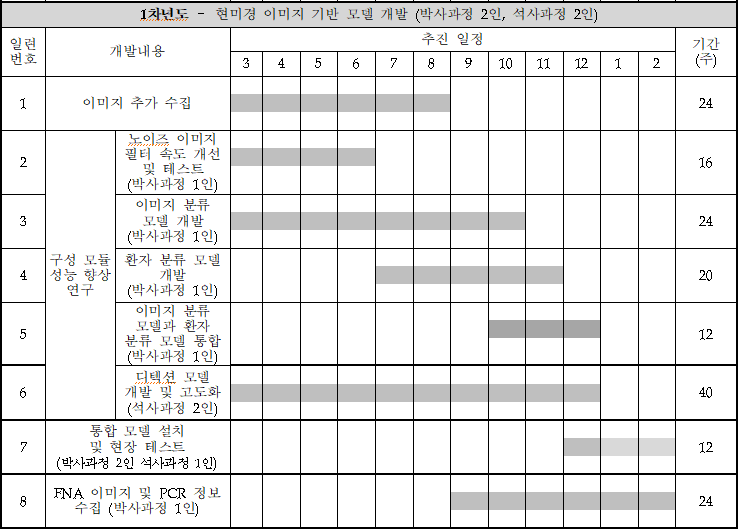 1차년도 - 현미경 이미지 기반 모델 개발 (박사과정 2인, 석사과정 2인)
일련
번호
개발내용
추진 일정
기간
(주)
3 4 5 6 7 8 9 10 11 12 1 2
1
이미지 추가 수집
24
구성 모듈
성능 향상
연구
2
노이즈 이미지
필터 속도 개선
및 테스트
(박사과정 1인)
16
3
이미지 분류
모델 개발
(박사과정 1인)
24
4
환자 분류 모델
개발
(박사과정 1인)
20
5
이미지 분류
모델과 환자
분류 모델 통합
(박사과정 1인)
12
6
디텍션 모델
개발 및 고도화
(석사과정 2인)
40
7
통합 모델 설치
및 현장 테스트
(박사과정 2인 석사과정 1인)
12
8
FNA 이미지 및 PCR 정보
수집 (박사과정 1인)
24